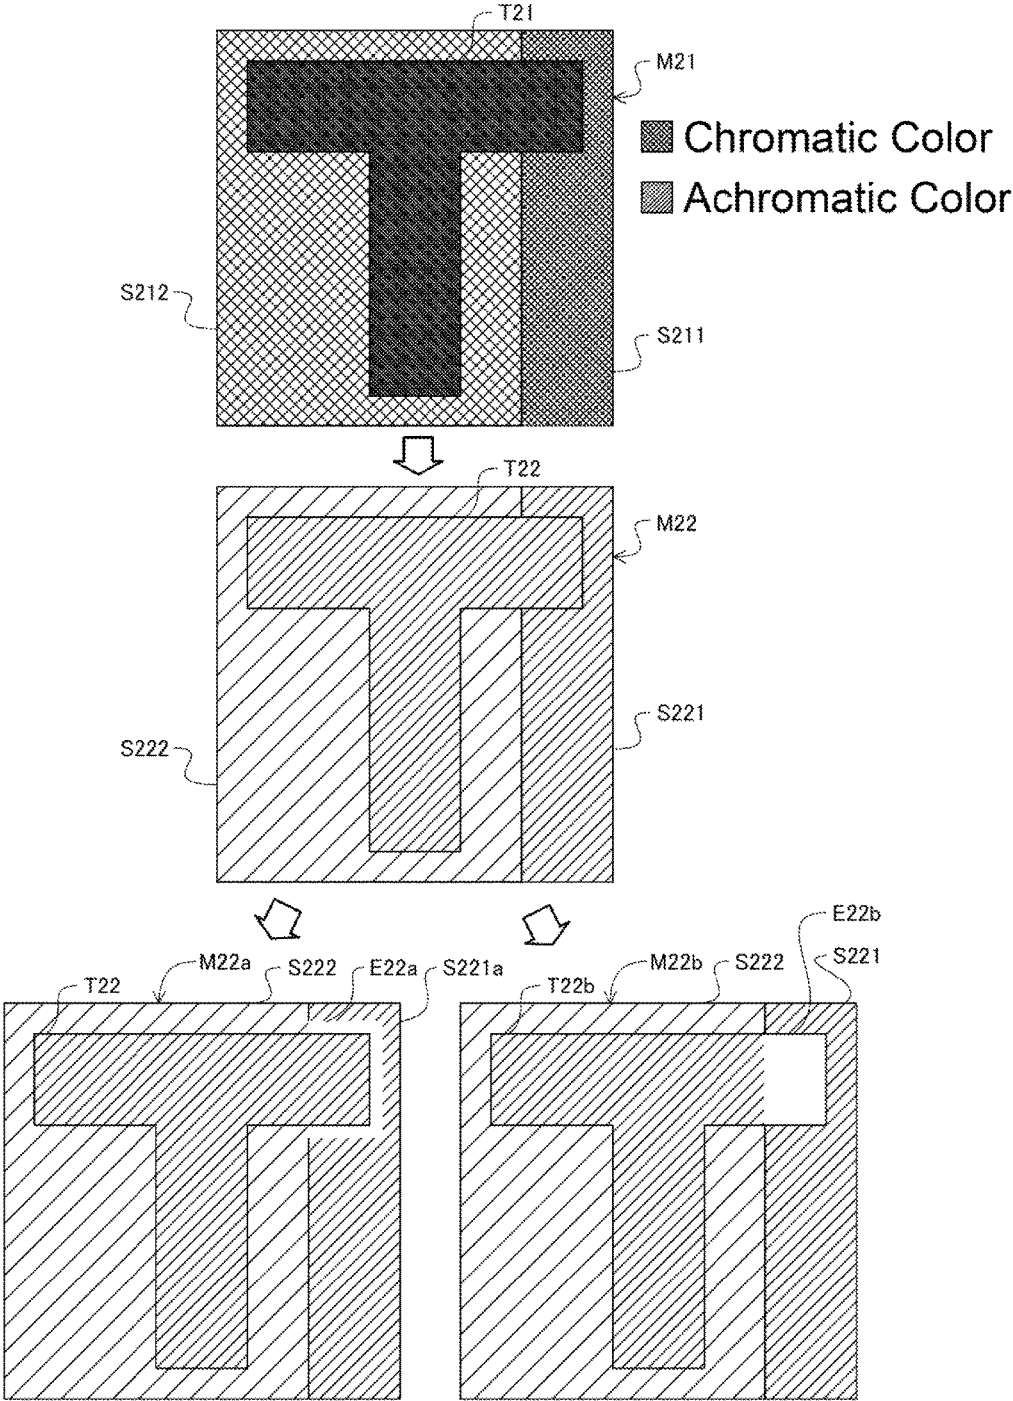 T21
M21
Chromatic Color
Achromatic Color
S212
S211
T22
M22
S221
S222
E22b
M22a
S222
E22a
S221a
M22b
S222
S221
T22
T22b